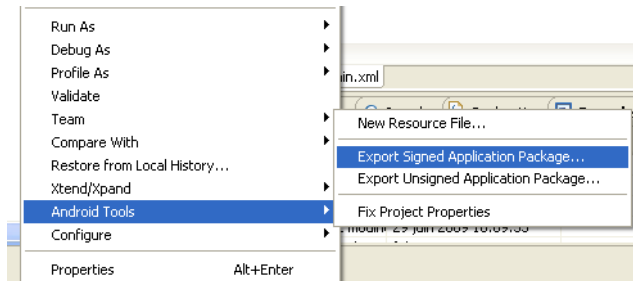 Run As
Debug As
Profile As
Validate
Team
Compare With
Restore from Local History...
Xtend/Xpand
Android Tools
Configure
Properties Alt+Enter
in.xml
New Resource File...
Export Signed Application Package...
Export Unsigned Application Package...
Fix Project Properties